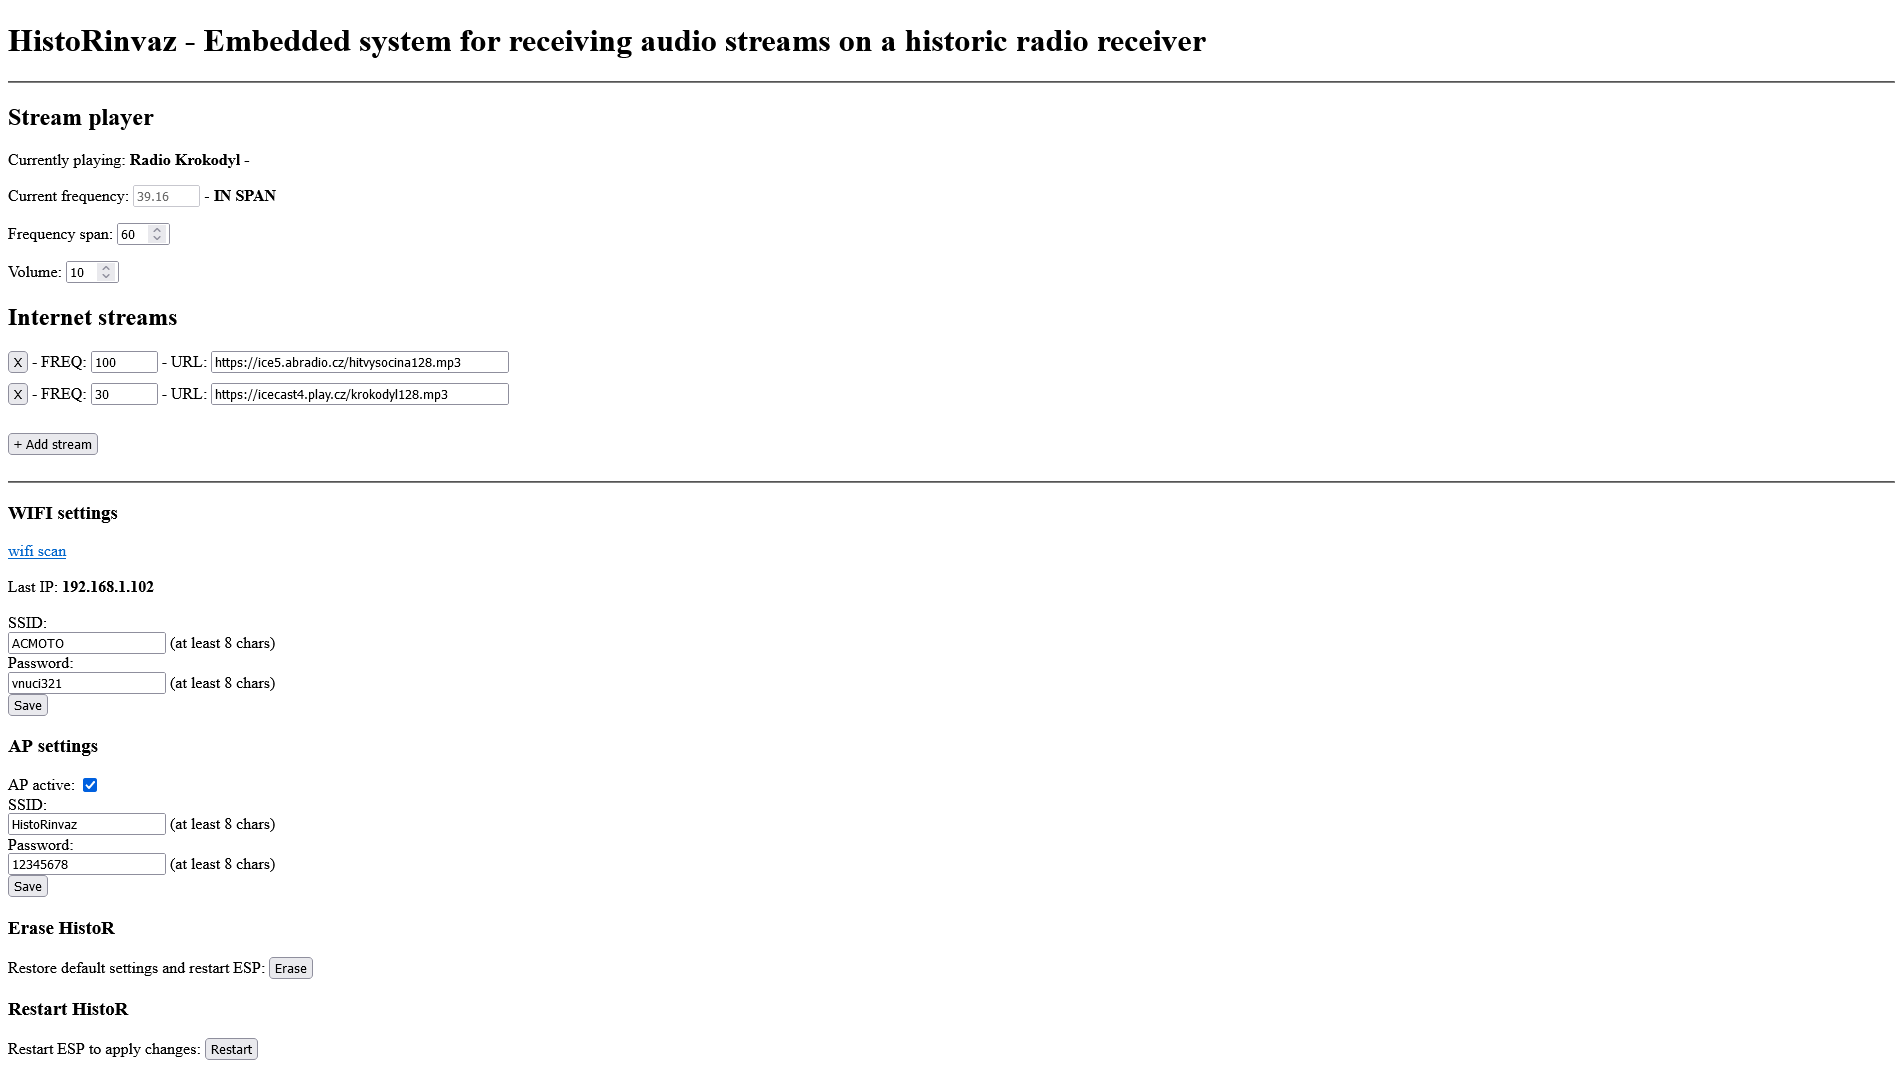 HistoRinvaz - Embedded system for receiving audio streams on a historic radio receiver
Stream player
Currently playing: Radio Krokodyl -
Current frequency: 39.16 - IN SPAN
Frequency span: 60
Volume: 10
Internet streams
X - FREQ: 100 - URL: https://ice5.abradio.cz/hitvysocina128.mp3
X - FREQ: 30 - URL: https://icecast4.play.cz/krokodyl128.mp3
+ Add stream
WIFI settings
wifi scan
Last IP: 192.168.1.102
SSID:
ACMOTO (at least 8 chars)
Password:
vnuci321 (at least 8 chars)
Save
AP settings
AP active:
SSID:
HistoRinvaz (at least 8 chars)
Password:
12345678 (at least 8 chars)
Save
Erase HistoR
Restore default settings and restart ESP: Erase
Restart HistoR
Restart ESP to apply changes: Restart